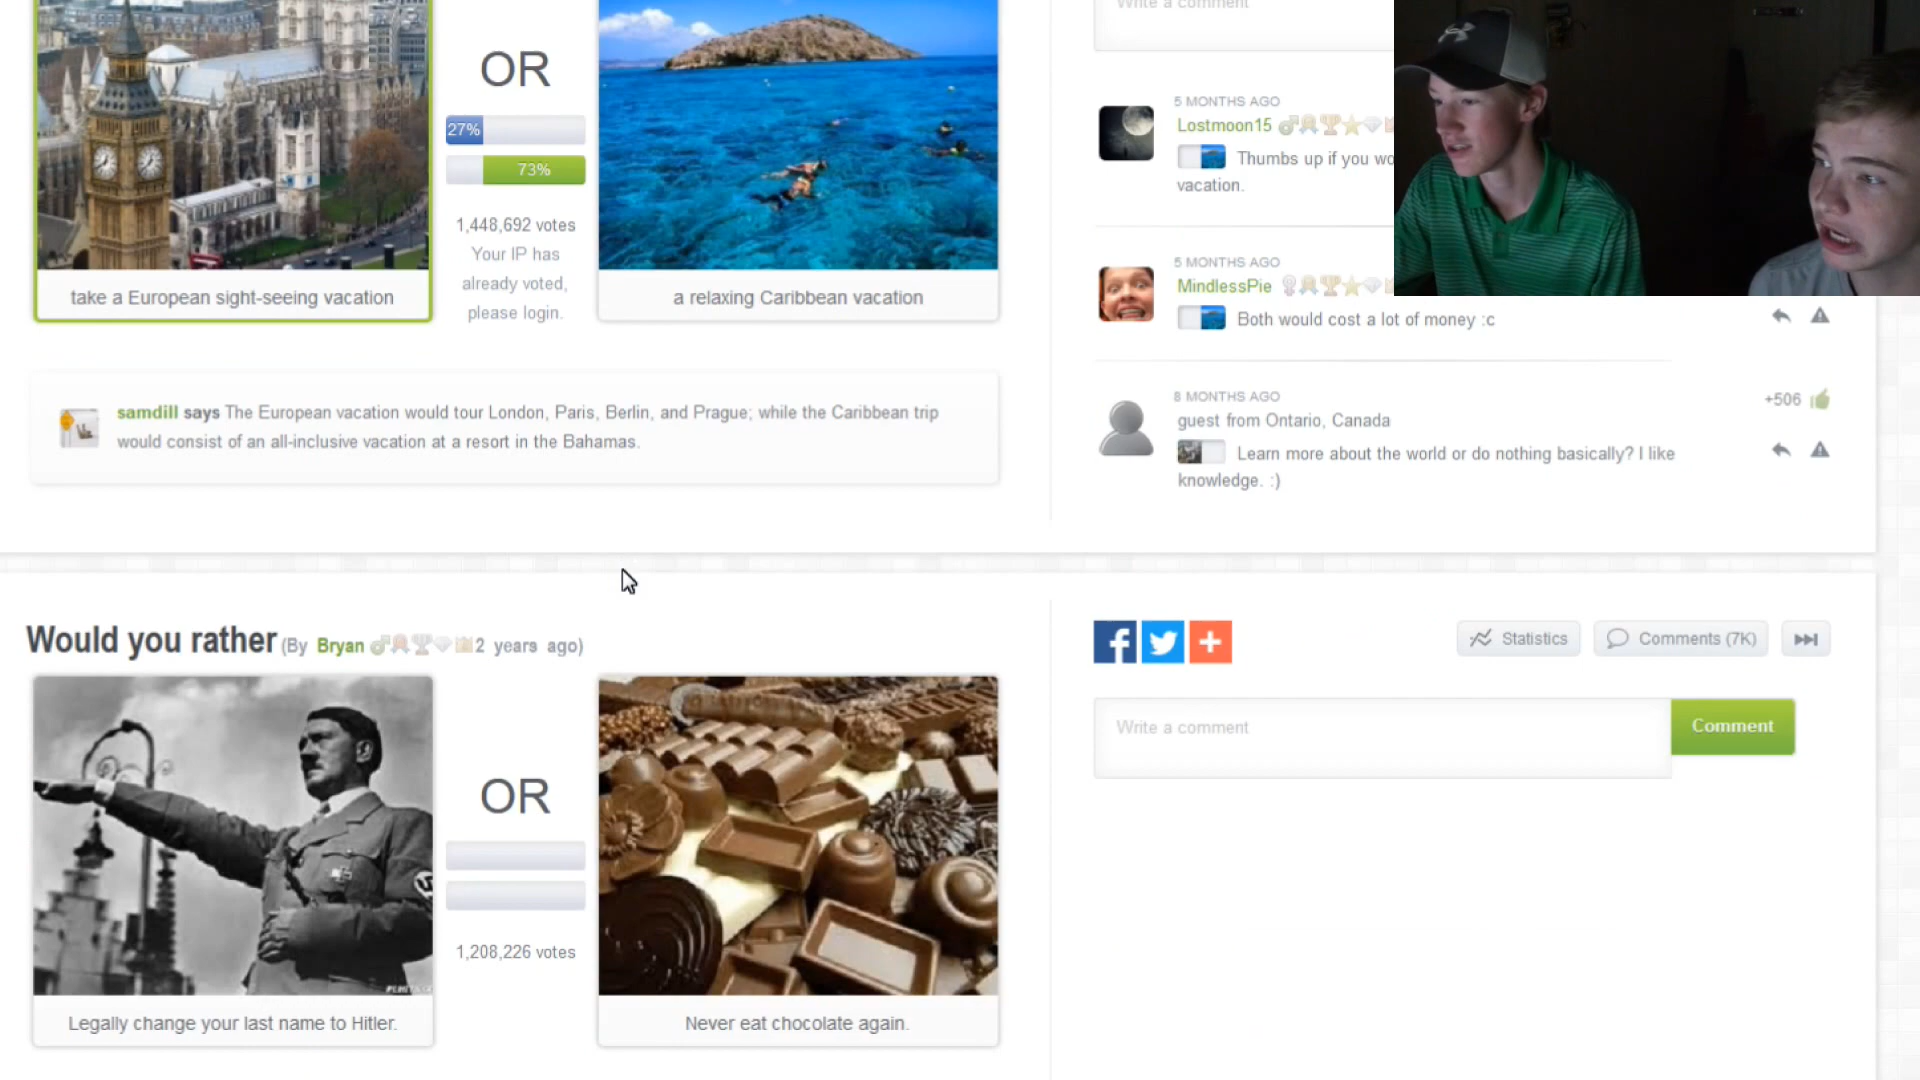 Write a comment
OR
27%
73%
1,448,692 votes
Your IP has
already voted,
please login.
take a European sight-seeing vacation
a relaxing Caribbean vacation
samdill says The European vacation would tour London, Paris, Berlin, and Prague; while the Caribbean trip
would consist of an all-inclusive vacation at a resort in the Bahamas.
5 MONTHS AGO
Lostmoon15
Thumbs up if you wo
vacation.
5 MONTHS AGO
MindlessPie
Both would cost a lot of money :c
8 MONTHS AGO
+506
guest from Ontario, Canada
Learn more about the world or do nothing basically? I like
knowledge. :)
Would you rather (By Bryan 2 years ago)
OR
1,208,226 votes
Legally change your last name to Hitler.
Never eat chocolate again.
Statistics
Comments (7K)
Write a comment
Comment